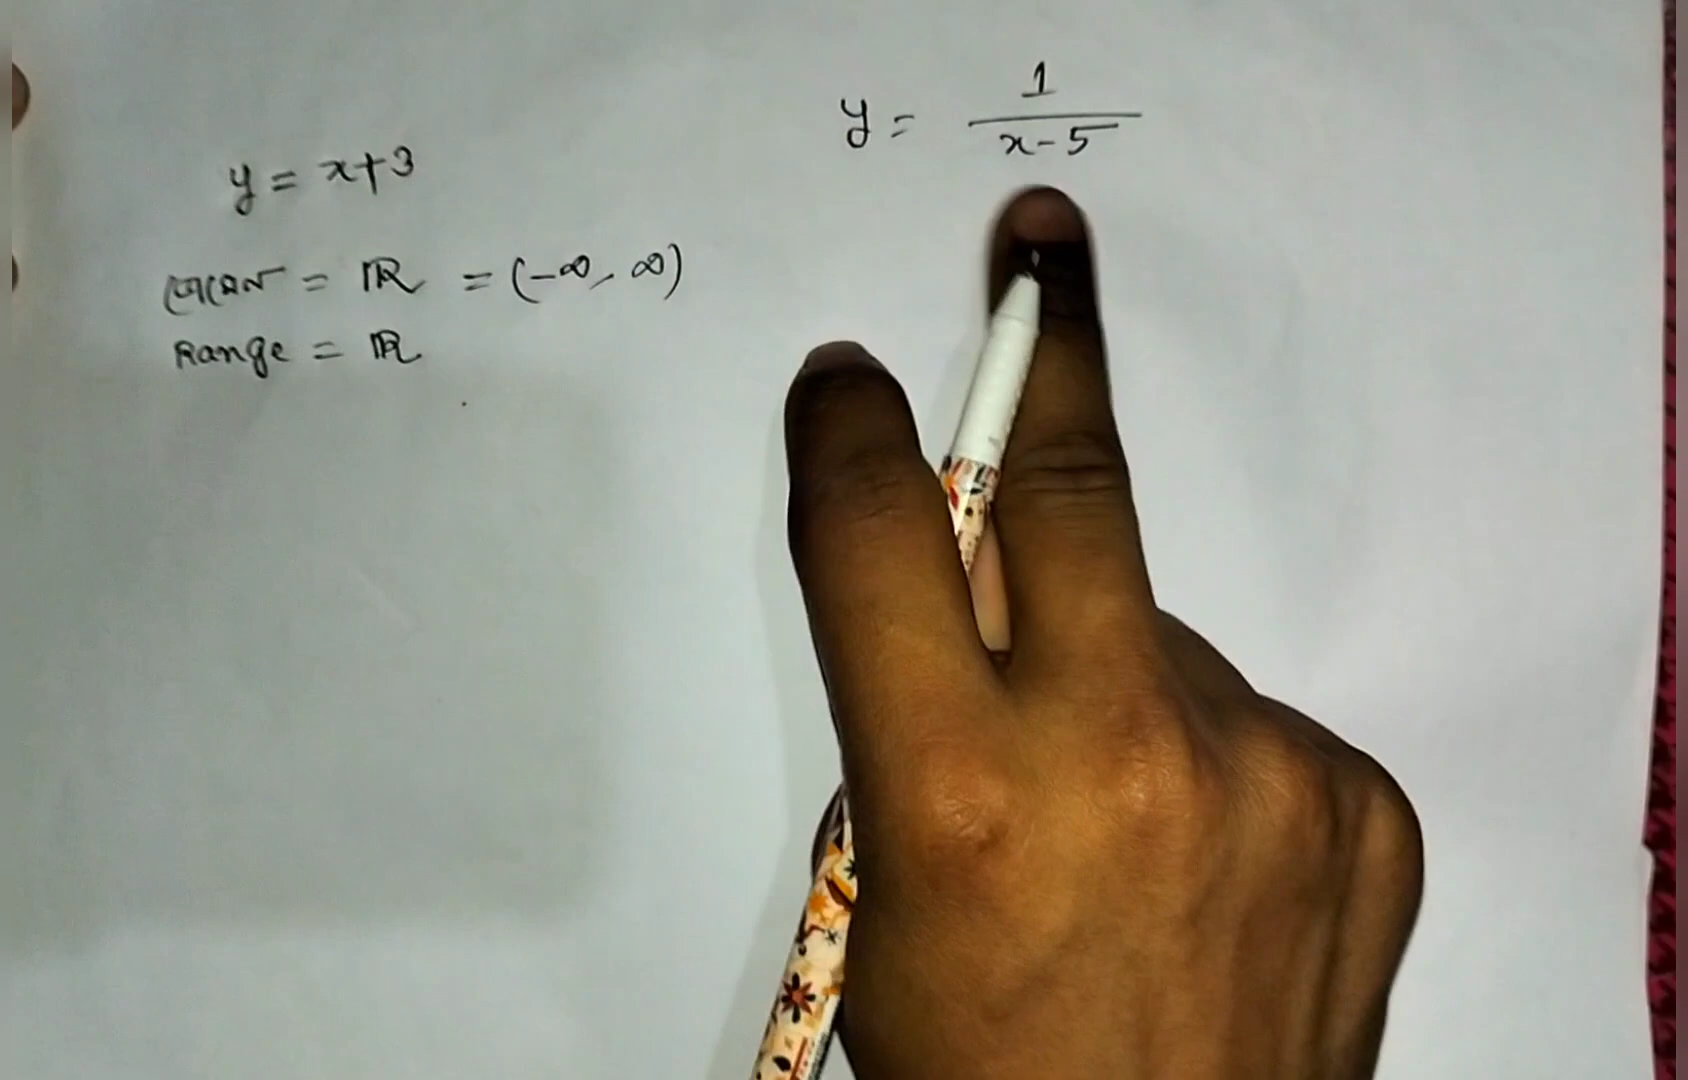 y = x+3
ডোমেন = ℝ = (-∞, ∞)
Range = ℝ
y = 1/(x-5)